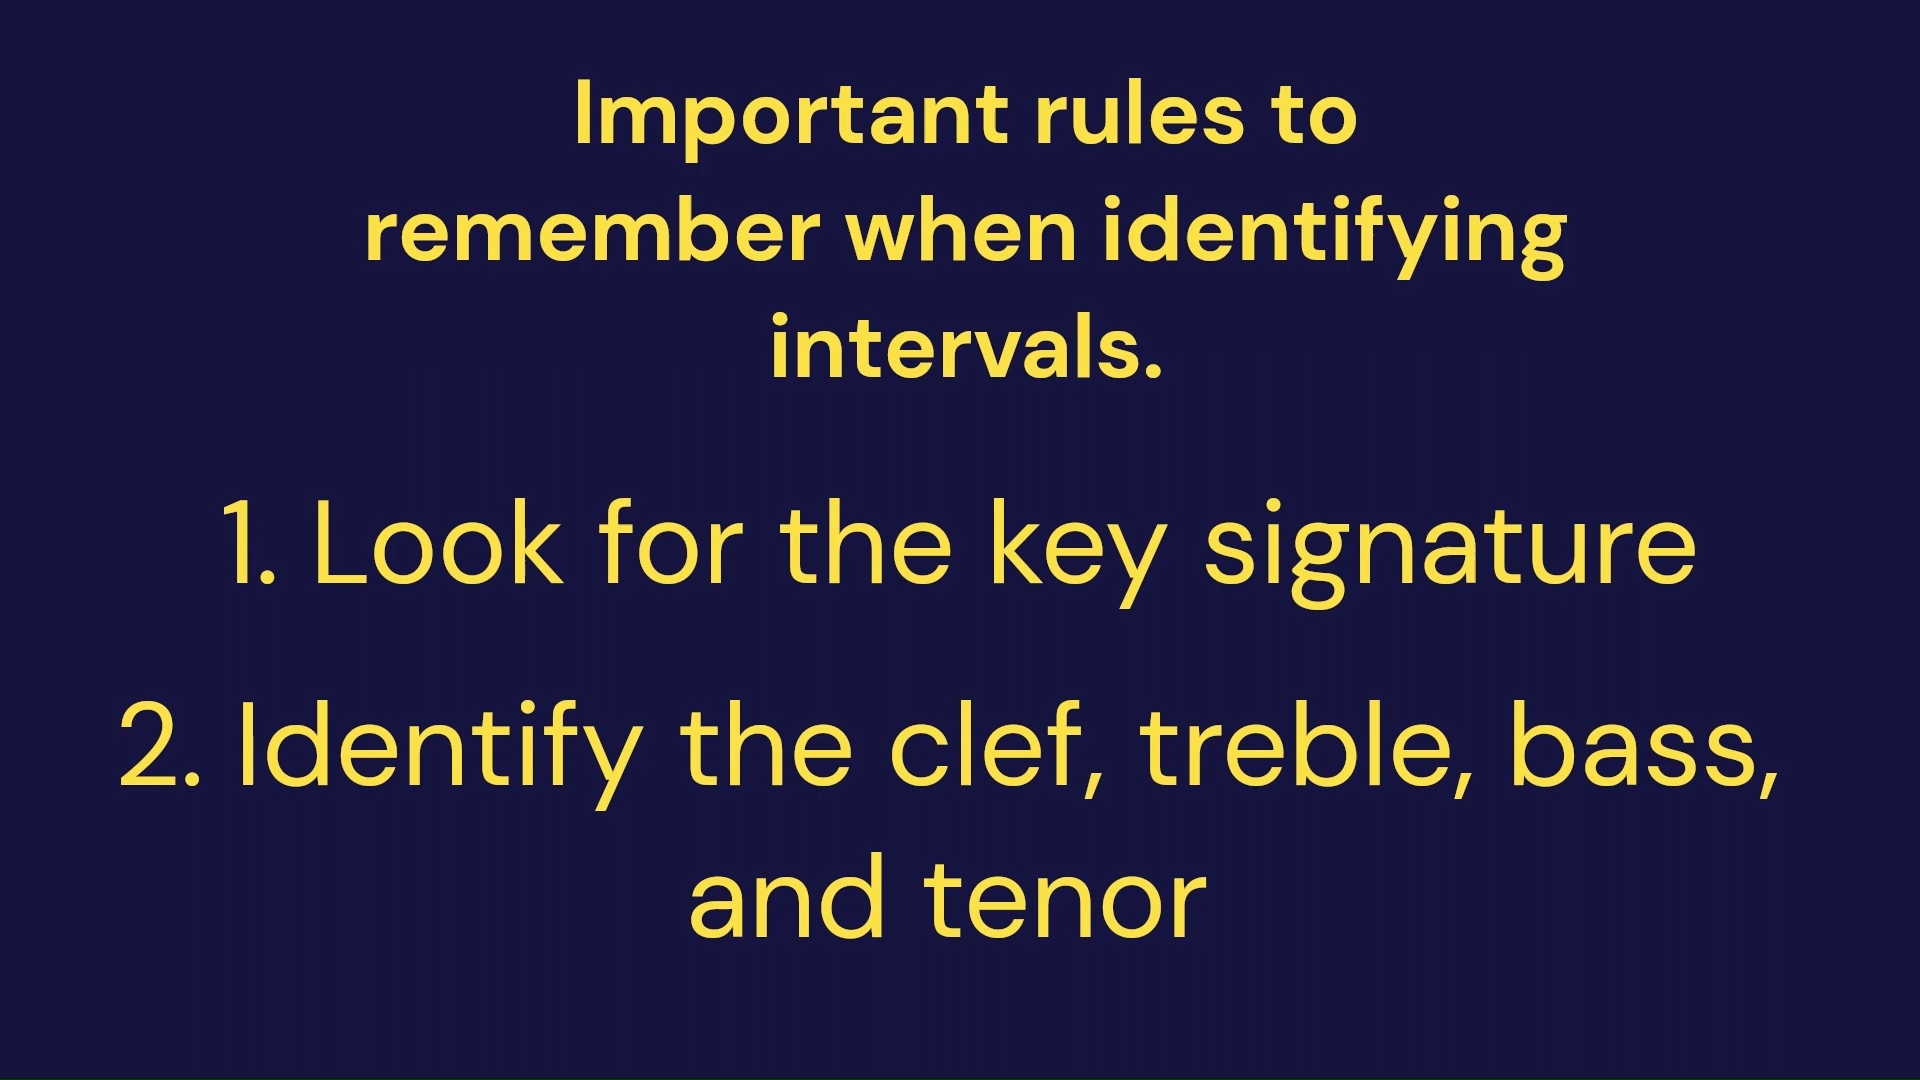 Important rules to
remember when identifying
intervals.
1. Look for the key signature
2. Identify the clef, treble, bass,
and tenor